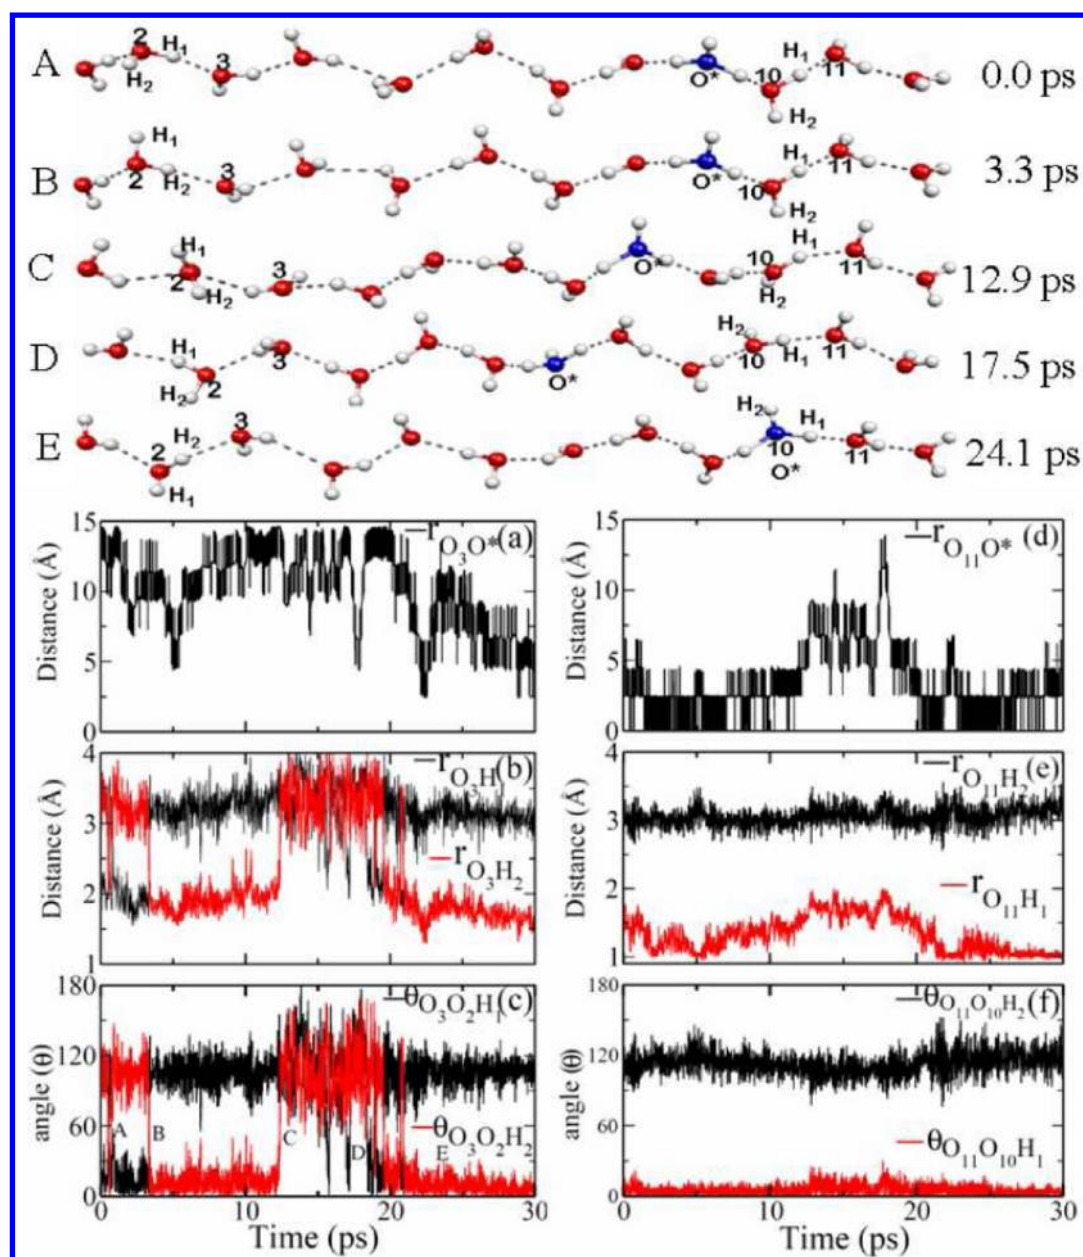 A 2 H1 H2 3 O* 10 H1 11 H2 0.0 ps
B H1 2 H2 3 O* 10 H1 11 H2 3.3 ps
C H1 2 H2 3 O* 10 H1 11 H2 12.9 ps
D H1 2 H2 3 O* H2 10 H1 11 17.5 ps
E 2 H2 H1 3 H2 H1 10 O* 11 24.1 ps
15 10 5 0
Distance (Å)
rO3O* (a)
15 10 5 0
Distance (Å)
rO11O* (d)
4 3 2 1
Distance (Å)
rO3H1 (b)
rO3H2
4 3 2 1
Distance (Å)
rO11H2 (e)
rO11H1
180 120 60 0
angle (θ)
θO3O2H1 (c)
A B C D E
θO3O2H2
0 10 20 30
Time (ps)
180 120 60 0
angle (θ)
θO11O10H2 (f)
θO11O10H1
0 10 20 30
Time (ps)